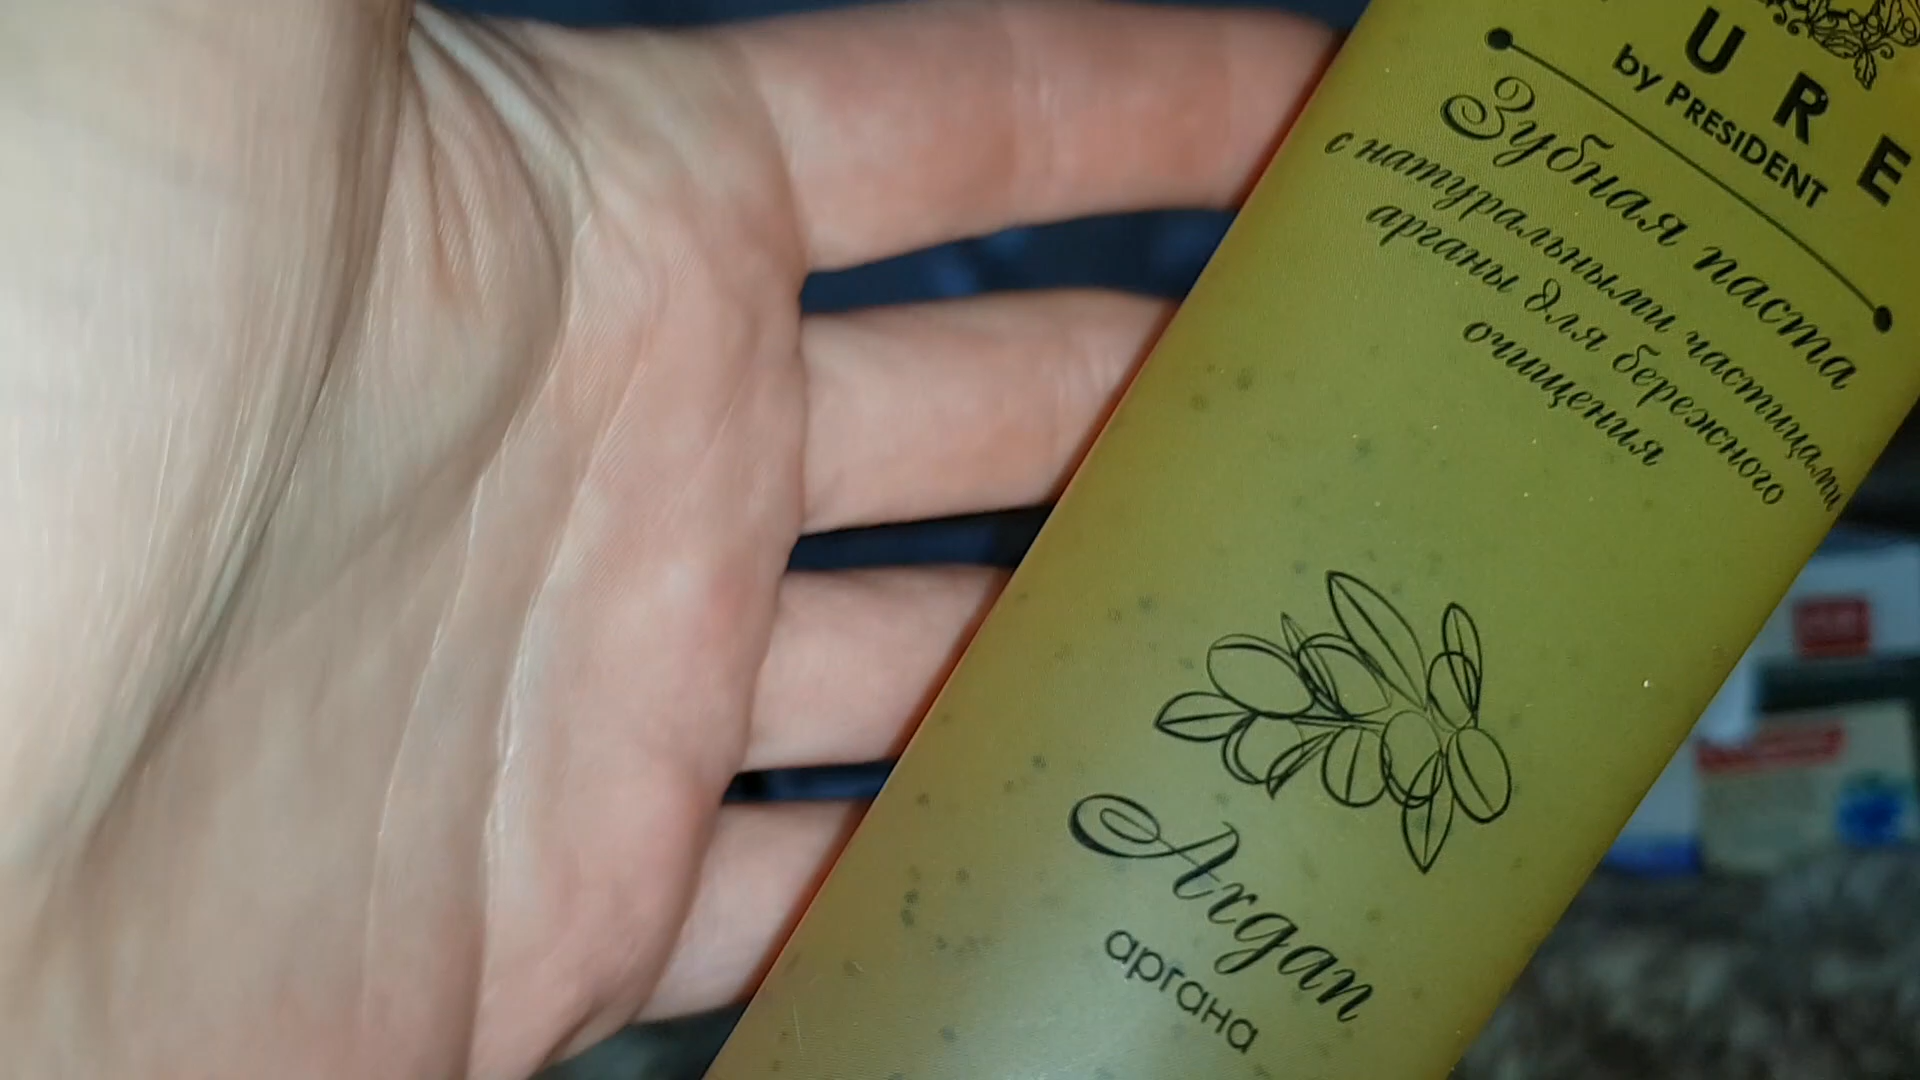 URE
by PRESIDENT
Зубная паста
с натуральными частицами
арганы для бережного
очищения
Argan
аргана